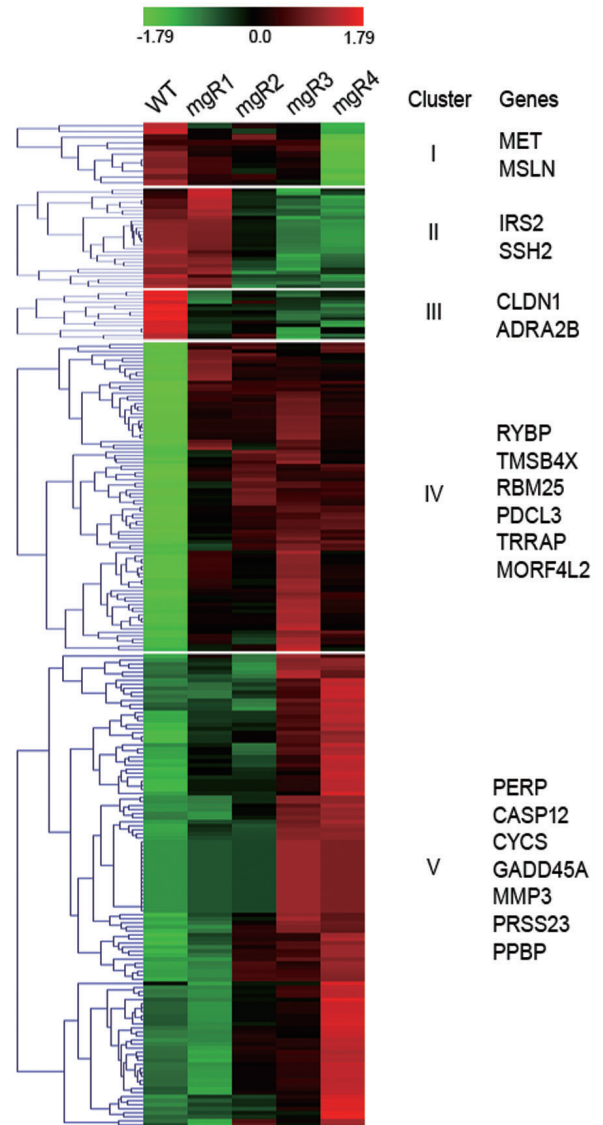 -1.79 0.0 1.79
WT mgR1 mgR2 mgR3 mgR4
Cluster Genes
I
MET
MSLN
II
IRS2
SSH2
III
CLDN1
ADRA2B
IV
RYBP
TMSB4X
RBM25
PDCL3
TRRAP
MORF4L2
V
PERP
CASP12
CYCS
GADD45A
MMP3
PRSS23
PPBP